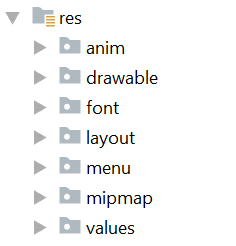 res
anim
drawable
font
layout
menu
mipmap
values